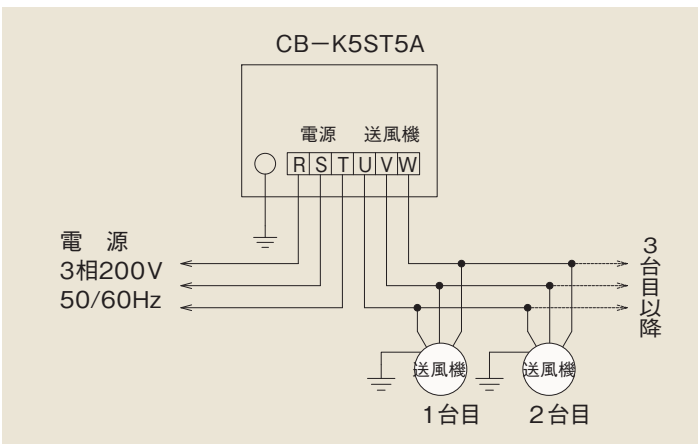 CB−K5ST5A
電源 送風機
R S T U V W
電 源
3相200V
50/60Hz
3台目以降
送風機 送風機
1台目 2台目